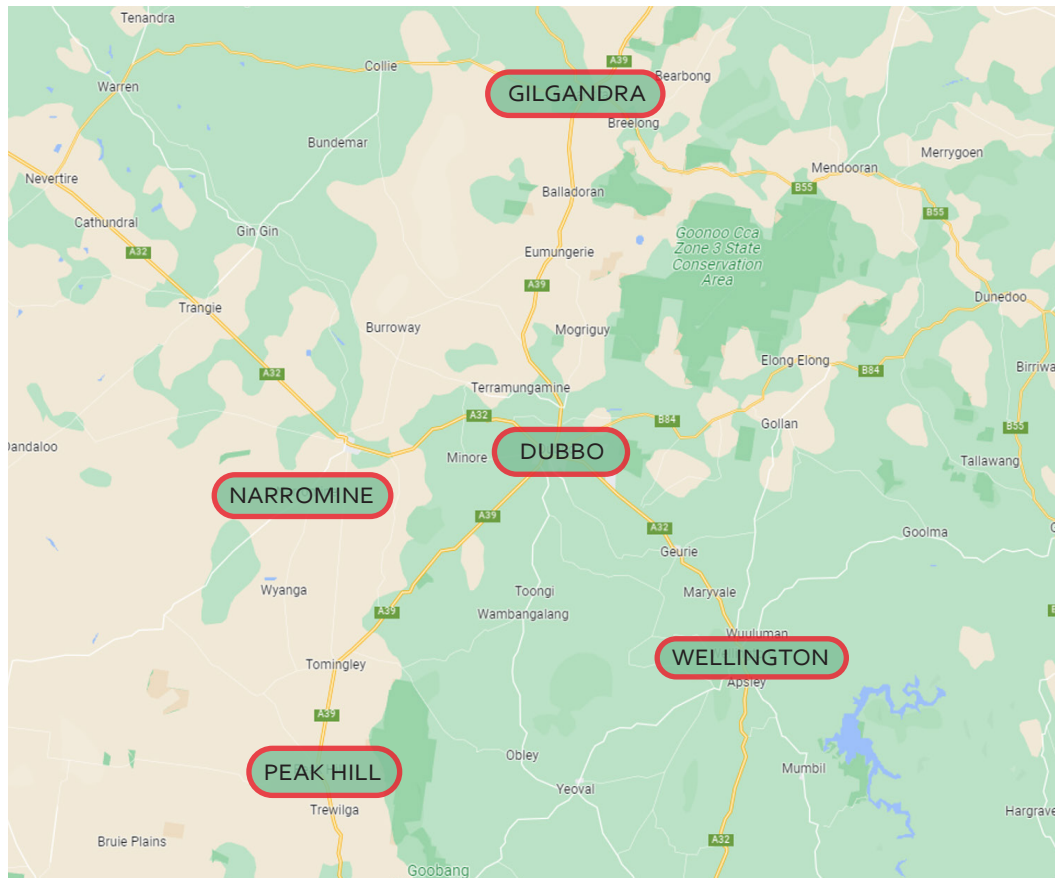 Tenandra
A39
Collie
Bearbong
Warren
GILGANDRA
Breelong
Bundemar
Merrygoen
Mendooran
Nevertire
B55
Balladoran
B55
Cathundral
Gin Gin
Goonoo Cca
Zone 3 State
Conservation
Area
A32
Eumungerie
A39
Dunedoo
Trangie
Burroway
Mogriguy
Elong Elong
Birriwa
A32
B84
Terramungamine
A32
B84
Gollan
B55
Dandaloo
DUBBO
Minore
Tallawang
NARROMINE
A39
A32
Goolma
Geurie
Wyanga
Toongi
Maryvale
A39
Wambangalang
Wuuluman
WELLINGTON
Tomingley
Apsley
A39
Obley
PEAK HILL
Mumbil
Yeoval
Trewilga
Hargrave
Bruie Plains
A32
Goobang